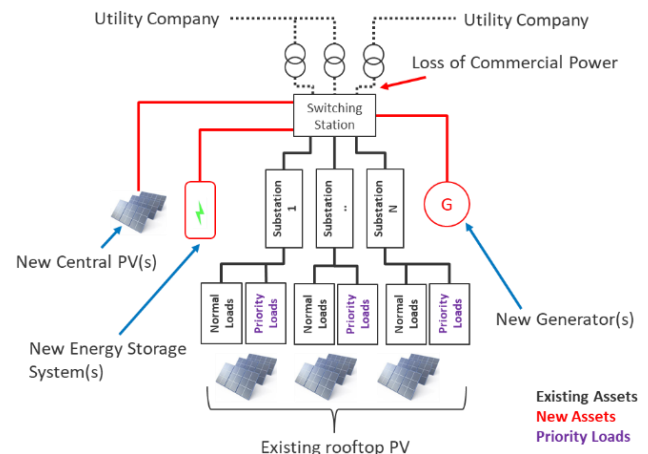 Utility Company
Utility Company
Loss of Commercial Power
Switching
Station
Substation
1
Substation
..
Substation
N
G
New Central PV(s)
New Energy Storage
System(s)
Normal
Loads
Priority
Loads
Normal
Loads
Priority
Loads
Normal
Loads
Priority
Loads
New Generator(s)
Existing rooftop PV
Existing Assets
New Assets
Priority Loads